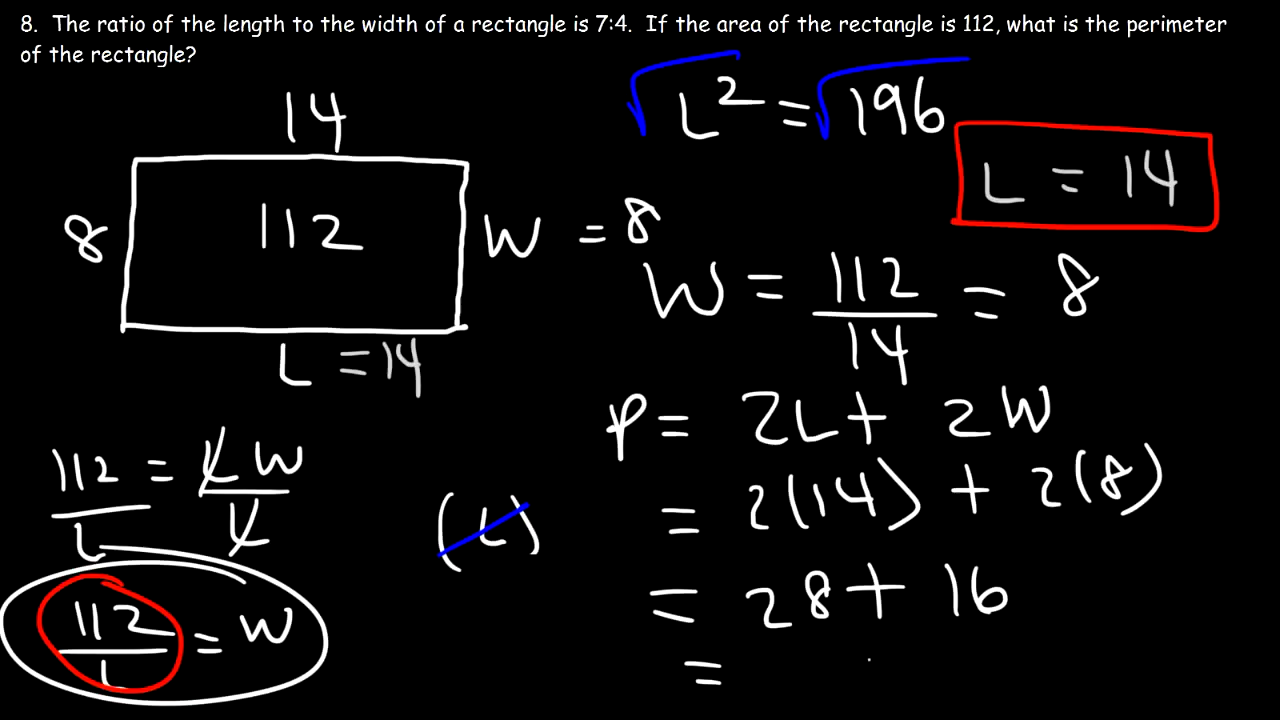 8. The ratio of the length to the width of a rectangle is 7:4. If the area of the rectangle is 112, what is the perimeter
of the rectangle?
14
8
112
W = 8
L = 14
112 = LW
L L
112 = W
L
(L)
√L² = √196
L = 14
W = 112 = 8
14
P = 2L + 2W
= 2(14) + 2(8)
= 28 + 16
=